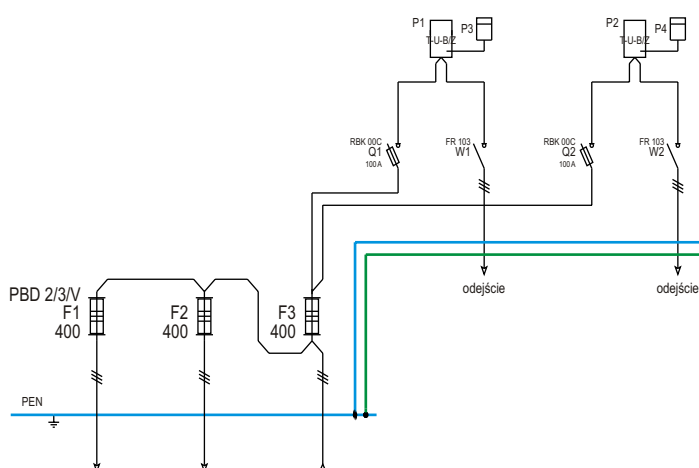 P1
P3
T-U-B/Z
P2
P4
T-U-B/Z
RBK 00C
Q1
100 A
FR 103
W1
RBK 00C
Q2
100 A
FR 103
W2
odejście
odejście
PBD 2/3/V
F1
400
F2
400
F3
400
PEN